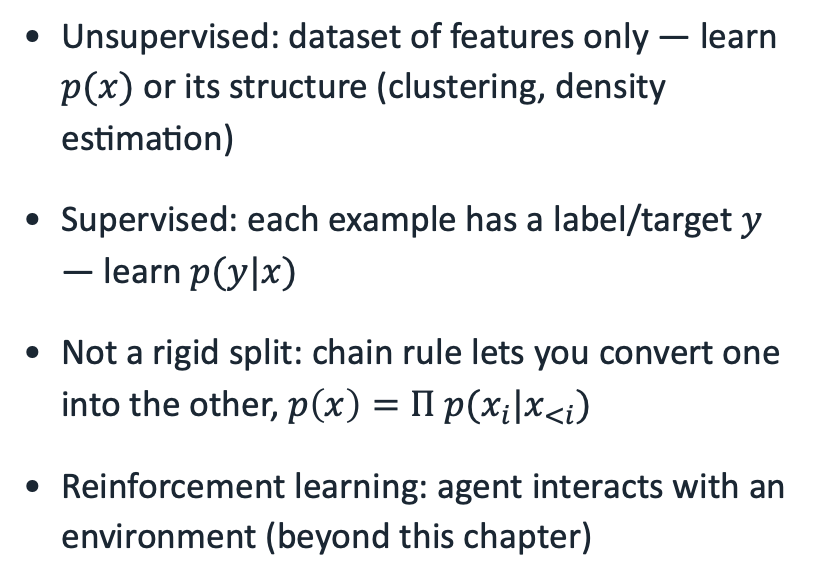 • Unsupervised: dataset of features only — learn
p(x) or its structure (clustering, density
estimation)
• Supervised: each example has a label/target y
— learn p(y|x)
• Not a rigid split: chain rule lets you convert one
into the other, p(x) = Π p(xᵢ|x<ᵢ)
• Reinforcement learning: agent interacts with an
environment (beyond this chapter)